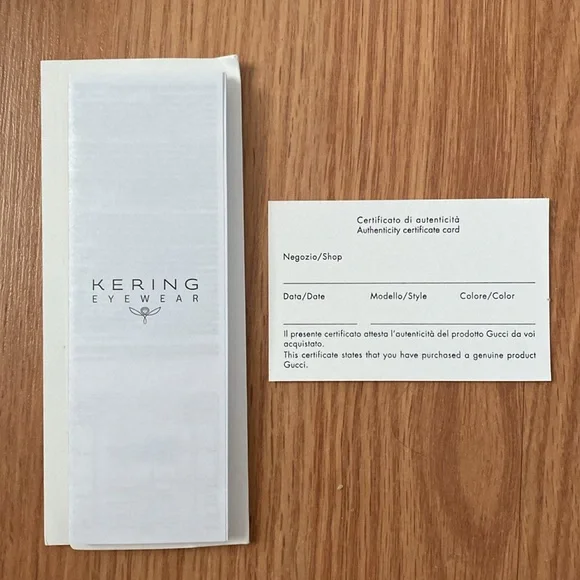 KERING
EYEWEAR
Certificato di autenticità
Authenticity certificate card
Negozio/Shop
Data/Date Modello/Style Colore/Color
Il presente certificato attesta l'autenticità del prodotto Gucci da voi
acquistato.
This certificate states that you have purchased a genuine product
Gucci.